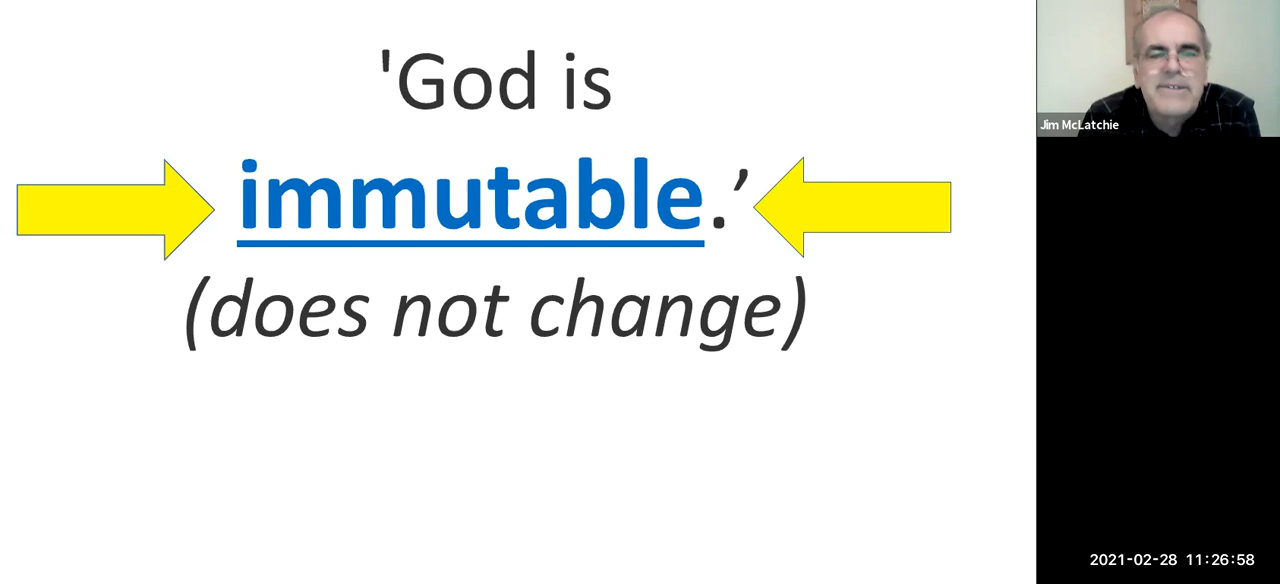 'God is
immutable.’
(does not change)
Jim McLatchie
2021-02-28 11:26:58